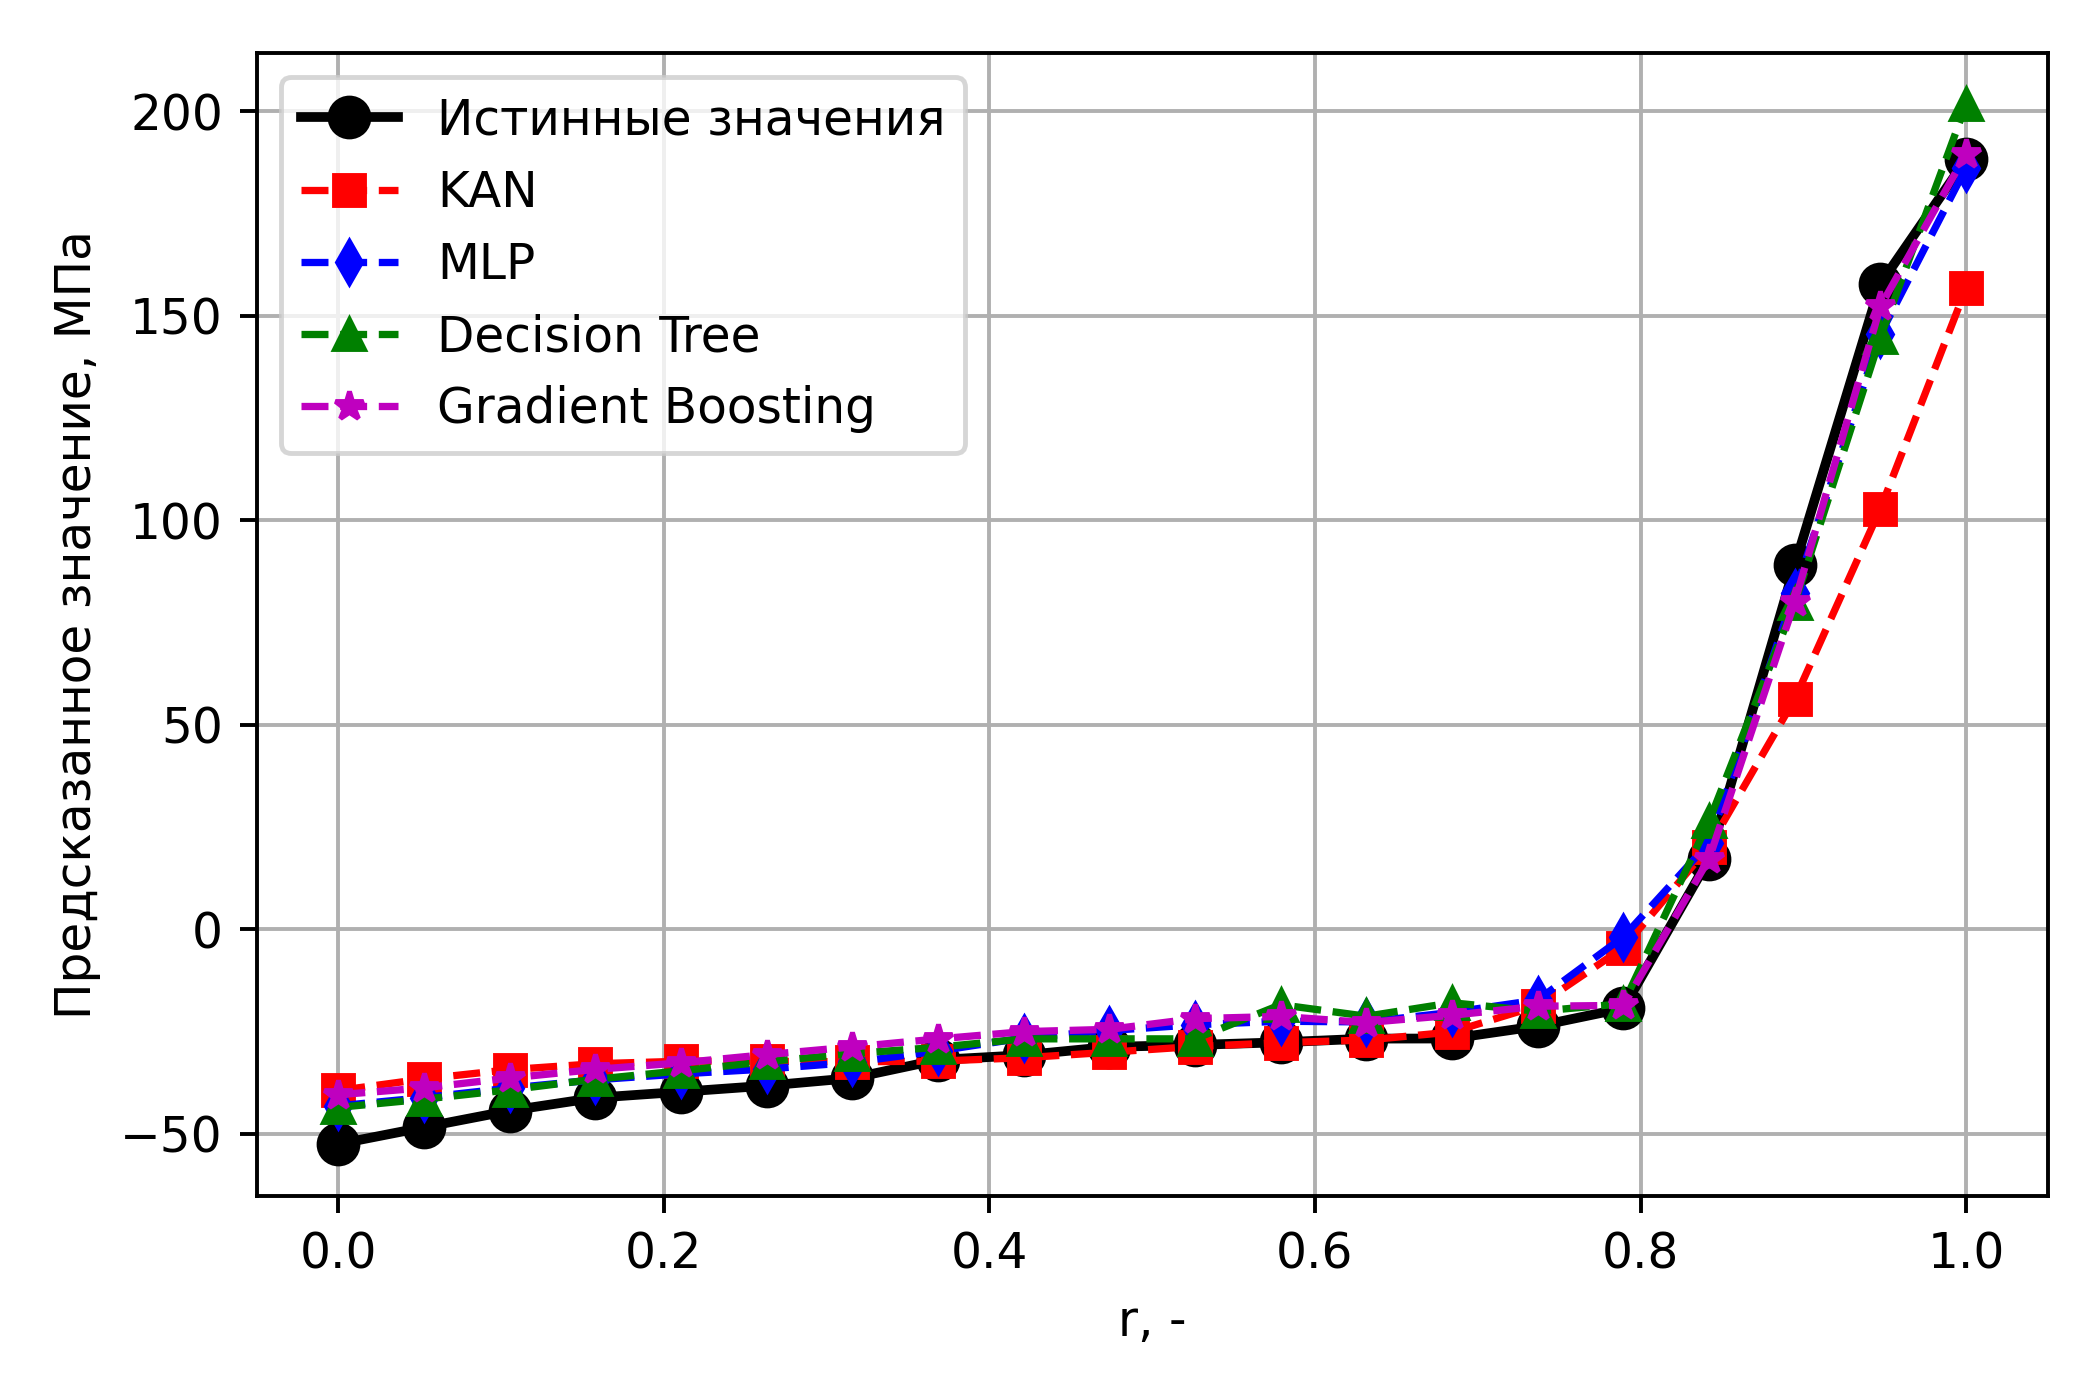 Истинные значения
KAN
MLP
Decision Tree
Gradient Boosting
Предсказанное значение, МПа
200
150
100
50
0
−50
0.0 0.2 0.4 0.6 0.8 1.0
r, -